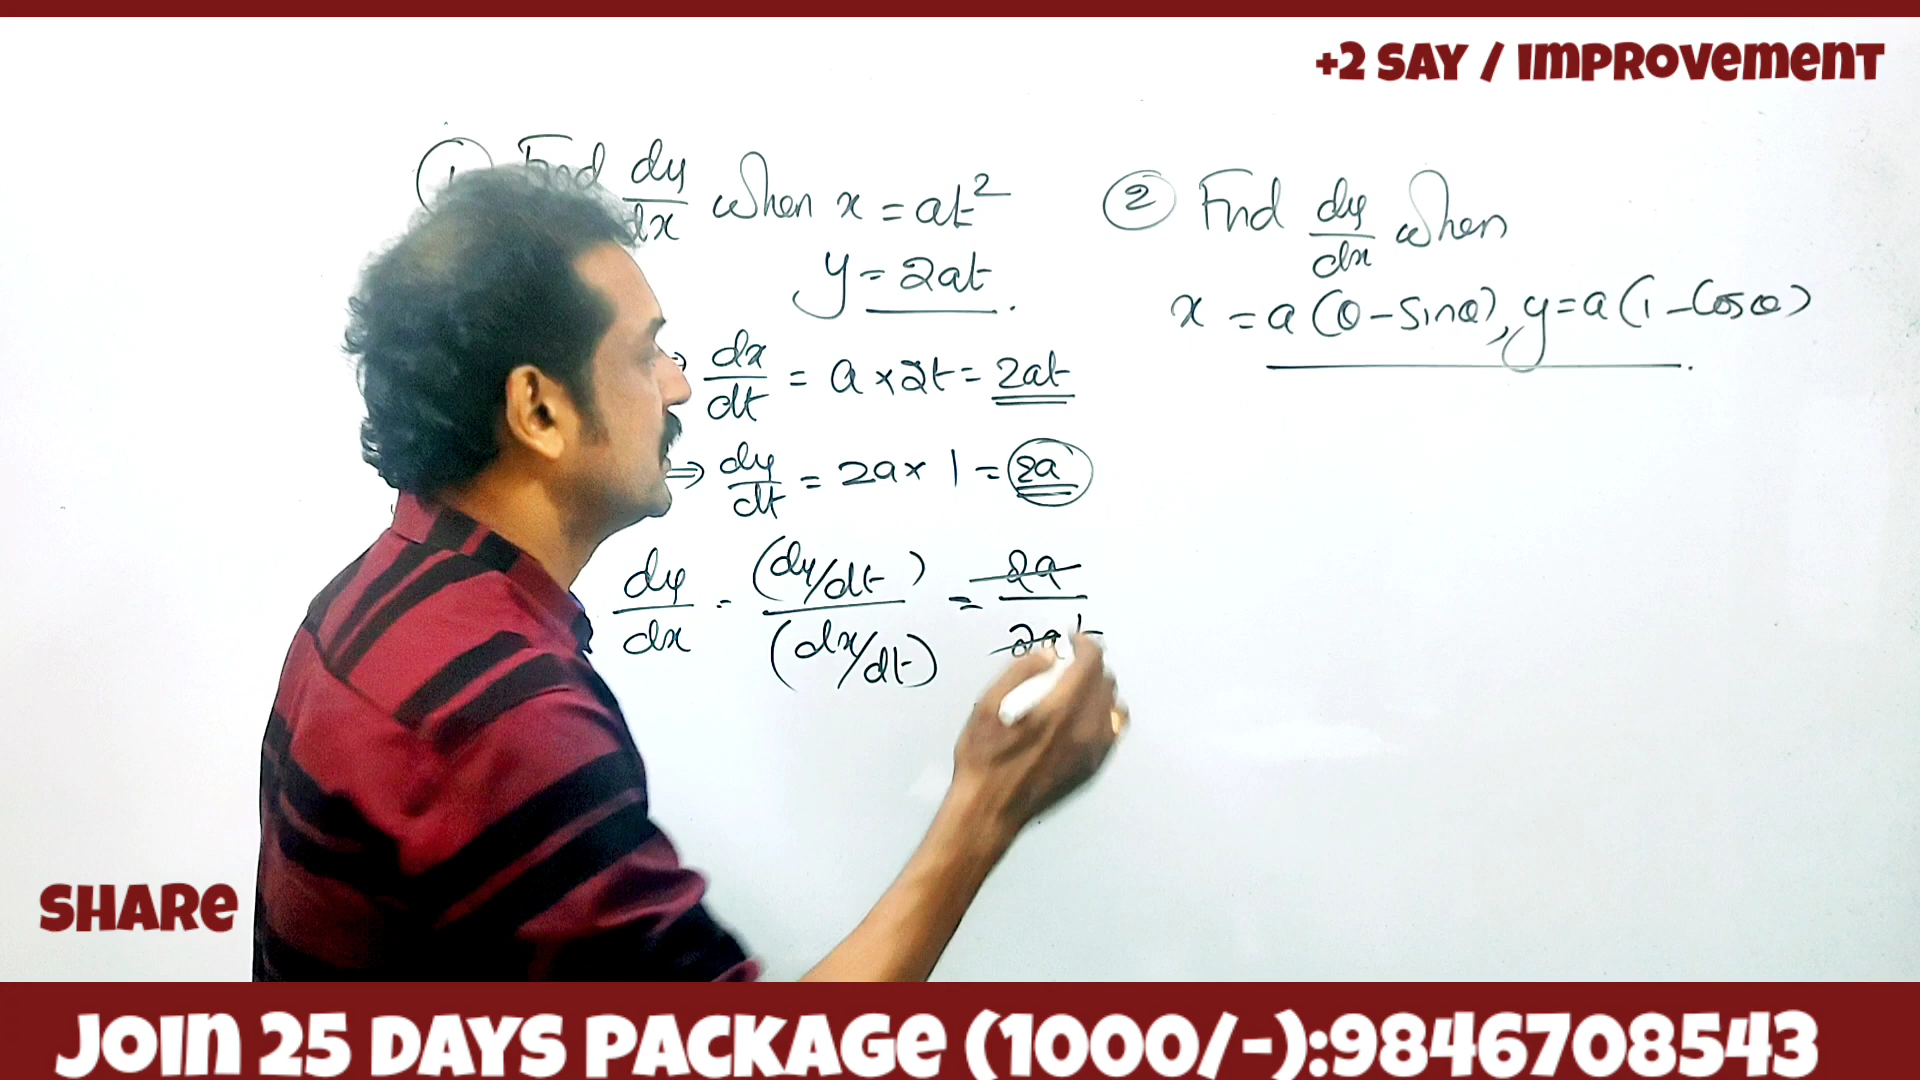 +2 SAY / IMPROVEMENT
① Find dy/dx when x = at²
y = 2at.
⇒ dx/dt = a × 2t = 2at
⇒ dy/dt = 2a × 1 = 2a
dy/dx = (dy/dt)/(dx/dt) = 2a/2at
② Find dy/dx when
x = a(θ - sinθ), y = a(1 - Cosθ).
SHARE
JOIN 25 DAYS PACKAGE (1000/-):9846708543